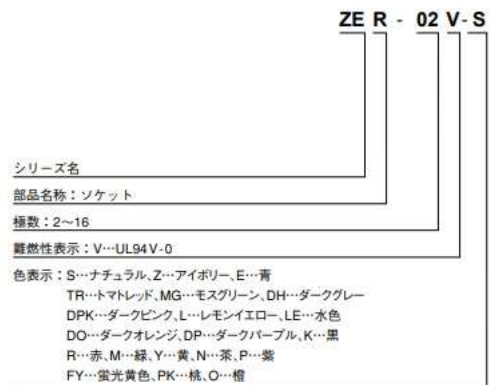 ZE R - 02 V - S
シリーズ名
部品名称：ソケット
極数：2〜16
難燃性表示：V…UL94V-0
色表示：S…ナチュラル、Z…アイボリー、E…青
TR…トマトレッド、MG…モスグリーン、DH…ダークグレー
DPK…ダークピンク、L…レモンイエロー、LE…水色
DO…ダークオレンジ、DP…ダークパープル、K…黒
R…赤、M…緑、Y…黄、N…茶、P…紫
FY…蛍光黄色、PK…桃、O…橙